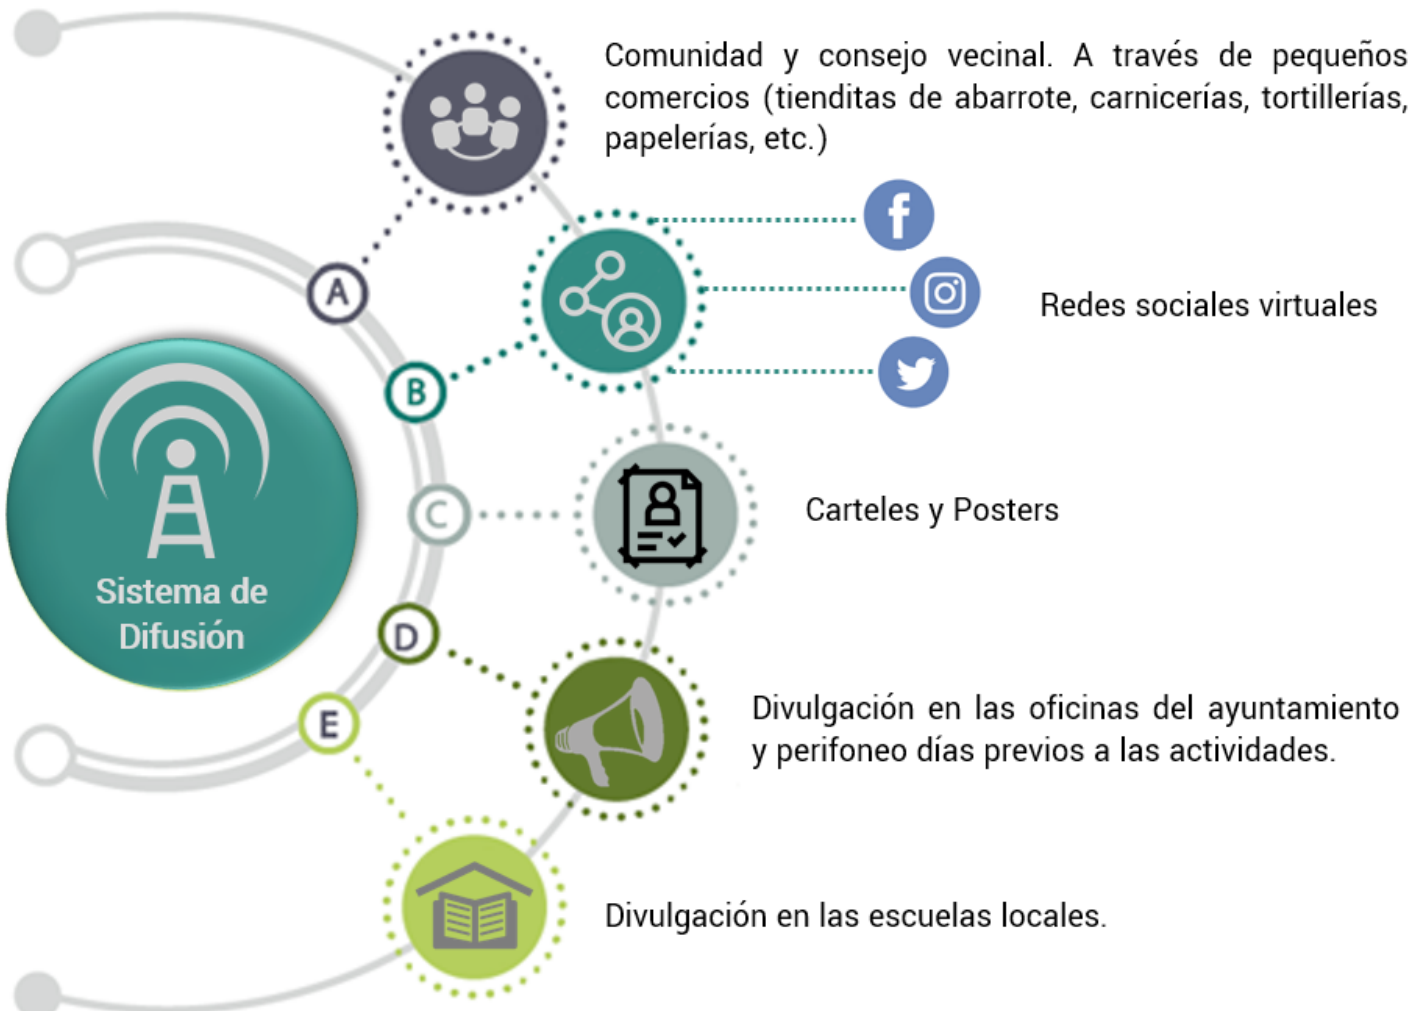 Comunidad y consejo vecinal. A través de pequeños
comercios (tienditas de abarrote, carnicerías, tortillerías,
papelerías, etc.)
A
B
Redes sociales virtuales
C
Carteles y Posters
Sistema de
Difusión
D
E
Divulgación en las oficinas del ayuntamiento
y perifoneo días previos a las actividades.
Divulgación en las escuelas locales.